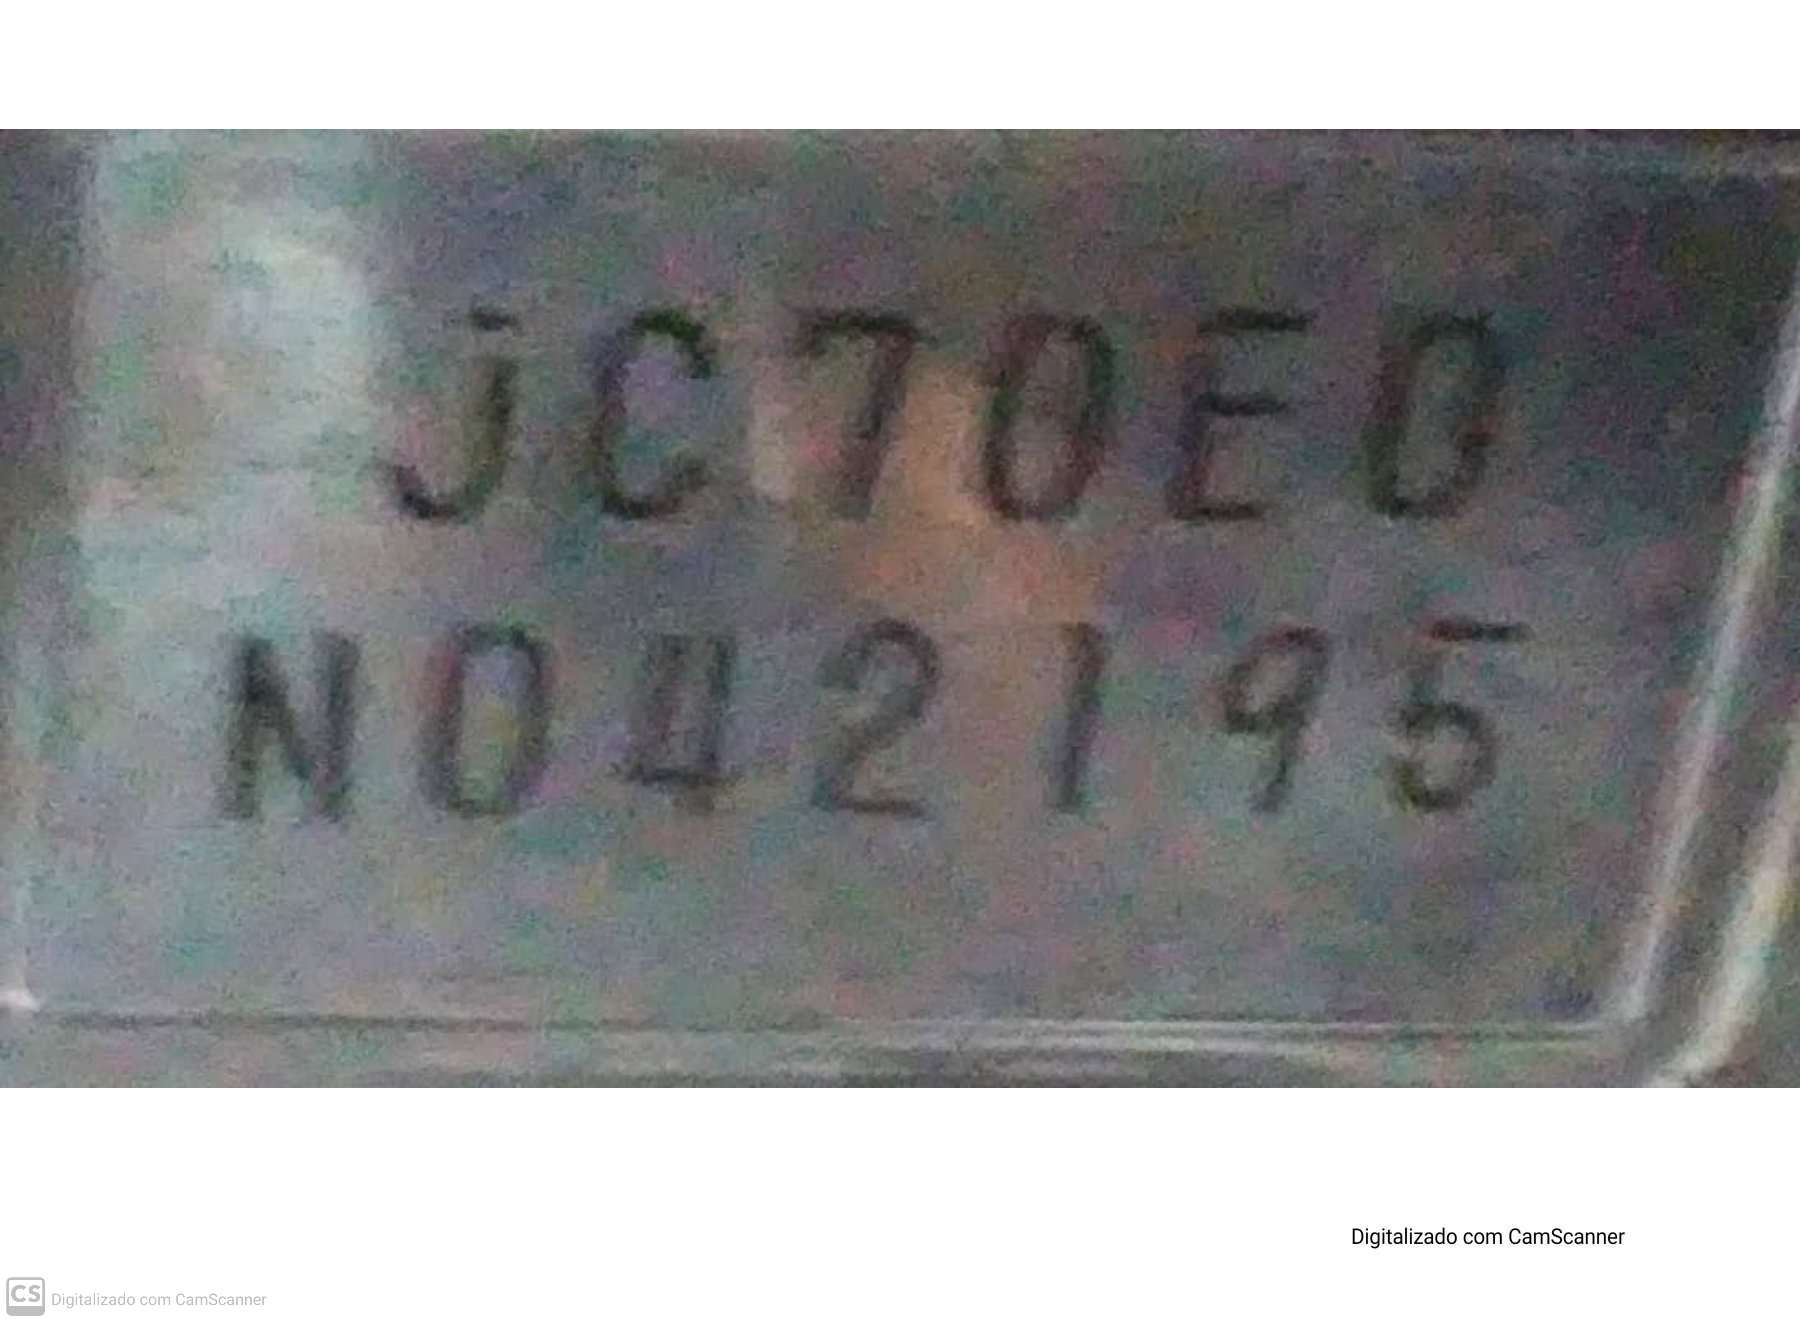 JC70E0
N042195
Digitalizado com CamScanner
CS Digitalizado com CamScanner